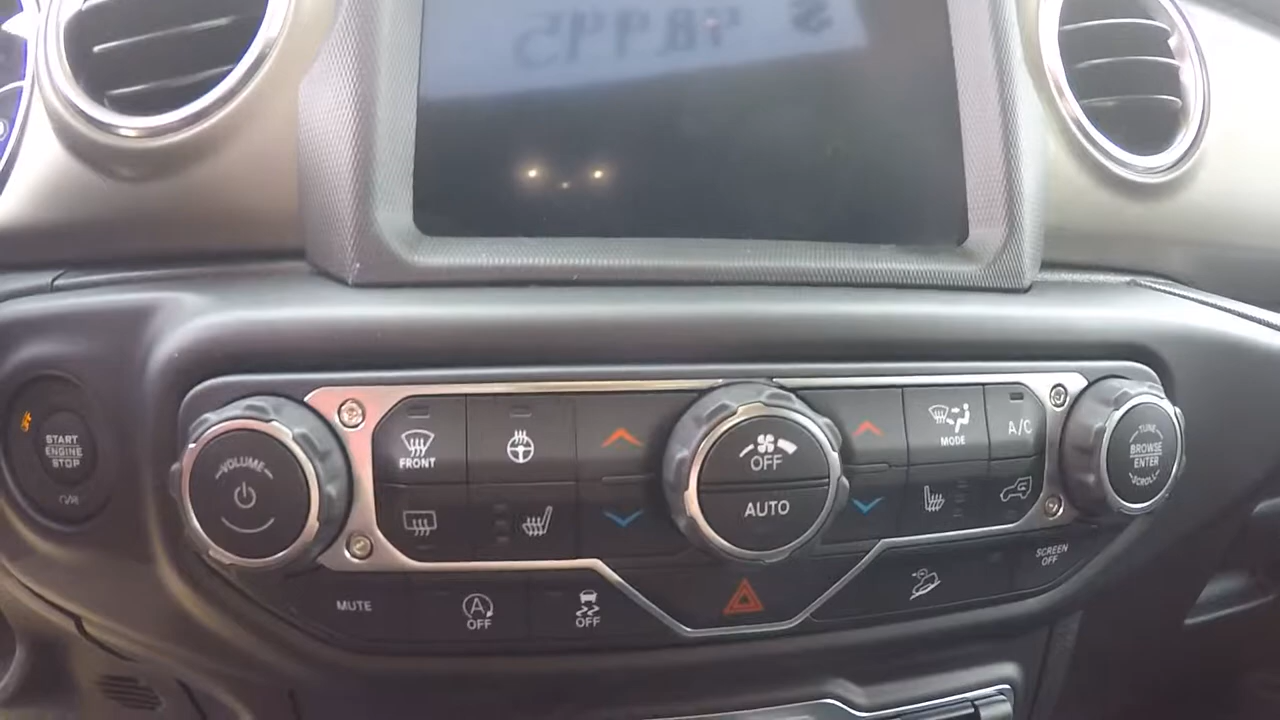 START
ENGINE
STOP
VOLUME
FRONT
OFF
AUTO
MODE
A/C
TUNE
BROWSE
ENTER
SCROLL
MUTE
A
OFF
OFF
SCREEN
OFF